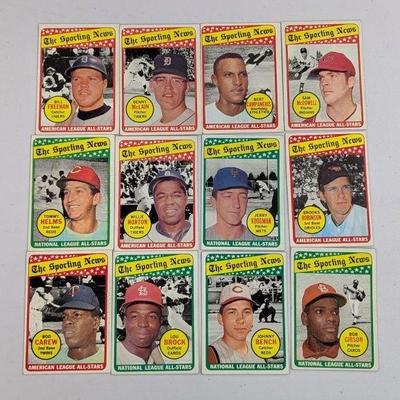 The Sporting News
BILL
FREEHAN
Catcher
TIGERS
AMERICAN LEAGUE ALL-STARS
The Sporting News
DENNY
McLAIN
Pitcher
TIGERS
AMERICAN LEAGUE ALL-STARS
The Sporting News
BERT
CAMPANERIS
Shortstop
ATHLETICS
AMERICAN LEAGUE ALL-STARS
The Sporting News
SAM
McDOWELL
Pitcher
INDIANS
AMERICAN LEAGUE ALL-STARS
The Sporting News
TOMMY
HELMS
2nd Base
REDS
NATIONAL LEAGUE ALL-STARS
The Sporting News
WILLIE
HORTON
Outfield
TIGERS
AMERICAN LEAGUE ALL-STARS
The Sporting News
JERRY
KOOSMAN
Pitcher
METS
NATIONAL LEAGUE ALL-STARS
The Sporting News
BROOKS
ROBINSON
3rd Base
ORIOLES
AMERICAN LEAGUE ALL-STARS
The Sporting News
ROD
CAREW
2nd Base
TWINS
AMERICAN LEAGUE ALL-STARS
The Sporting News
LOU
BROCK
Outfield
CARDS
NATIONAL LEAGUE ALL-STARS
The Sporting News
JOHNNY
BENCH
Catcher
REDS
NATIONAL LEAGUE ALL-STARS
The Sporting News
BOB
GIBSON
Pitcher
CARDS
NATIONAL LEAGUE ALL-STARS